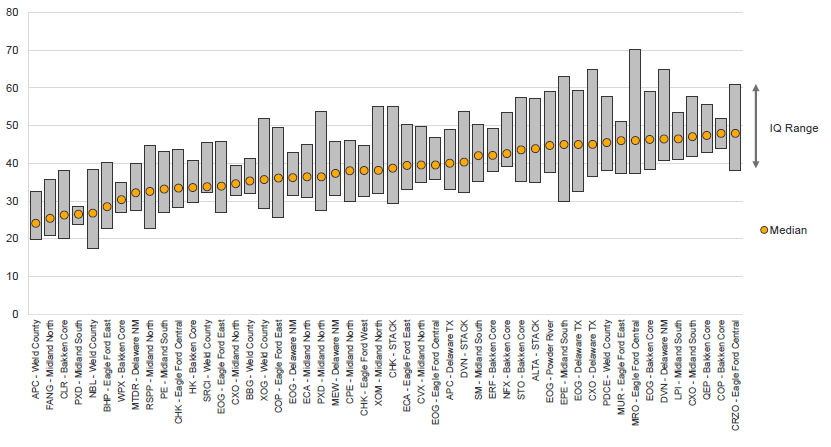 80
70
60
50
40
30
20
10
0
IQ Range
Median
APC - Weld County
FANG - Midland North
CLR - Bakken Core
PXD - Midland South
NBL - Weld County
BHP - Eagle Ford East
WPX - Bakken Core
MTDR - Delaware NM
RSPP - Midland North
PE - Midland South
CHK - Eagle Ford Central
HK - Bakken Core
SRCI - Weld County
EOG - Eagle Ford East
CXO - Midland North
BBG - Weld County
XOG - Weld County
COP - Eagle Ford East
EOG - Delaware NM
ECA - Midland North
PXD - Midland North
MEW - Delaware NM
CPE - Midland North
CHK - Eagle Ford West
XOM - Midland North
CHK - STACK
ECA - Eagle Ford East
CVX - Midland North
EOG - Eagle Ford Central
APC - Delaware TX
DVN - STACK
SM - Midland South
ERF - Bakken Core
NFX - Bakken Core
STO - Bakken Core
ALTA - STACK
EOG - Powder River
EPE - Midland South
EOG - Delaware TX
CXO - Delaware TX
PDCE - Weld County
MUR - Eagle Ford East
MRO - Eagle Ford Central
EOG - Bakken Core
DVN - Delaware NM
LPI - Midland South
CXO - Midland South
QEP - Bakken Core
COP - Bakken Core
CRZO - Eagle Ford Central